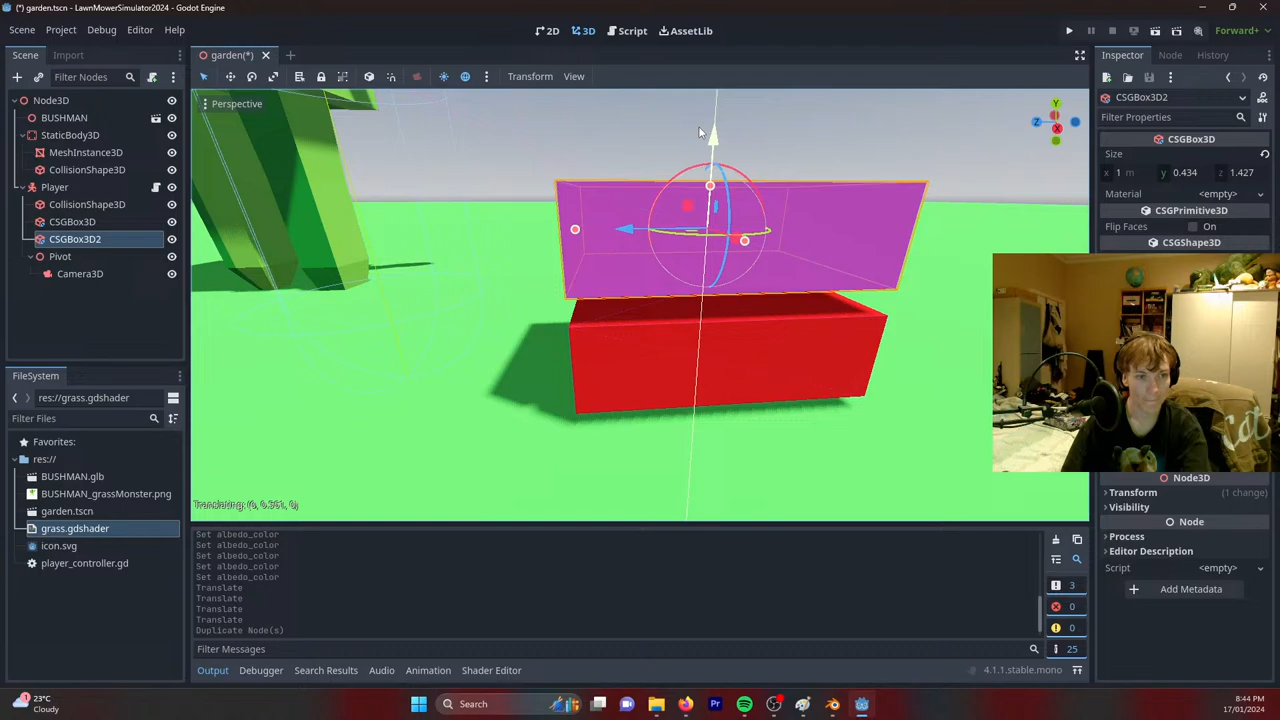 (*) garden.tscn - LawnMowerSimulator2024 - Godot Engine
Scene Project Debug Editor Help
2D 3D Script AssetLib
Forward+
Scene Import
garden(*)
Inspector Node History
Filter Nodes
Transform View
Node3D
BUSHMAN
StaticBody3D
MeshInstance3D
CollisionShape3D
Player
CollisionShape3D
CSGBox3D
CSGBox3D2
Pivot
Camera3D
Perspective
Y
Z
X
CSGBox3D2
Filter Properties
CSGBox3D
Size
x 1 m y 0.434 z 1.427
Material <empty>
CSGPrimitive3D
Flip Faces On
CSGShape3D
Node3D
Transform (1 change)
Visibility
Node
Process
Editor Description
Script <empty>
Add Metadata
FileSystem
res://grass.gdshader
Filter Files
Favorites:
res://
BUSHMAN.glb
BUSHMAN_grassMonster.png
garden.tscn
grass.gdshader
icon.svg
player_controller.gd
Set albedo_color
Set albedo_color
Set albedo_color
Set albedo_color
Set albedo_color
Translate
Translate
Translate
Translate
Duplicate Node(s)
3
0
0
25
Filter Messages
Output Debugger Search Results Audio Animation Shader Editor
4.1.1.stable.mono
1
23°C
Cloudy
Search
Pr
8:44 PM
17/01/2024